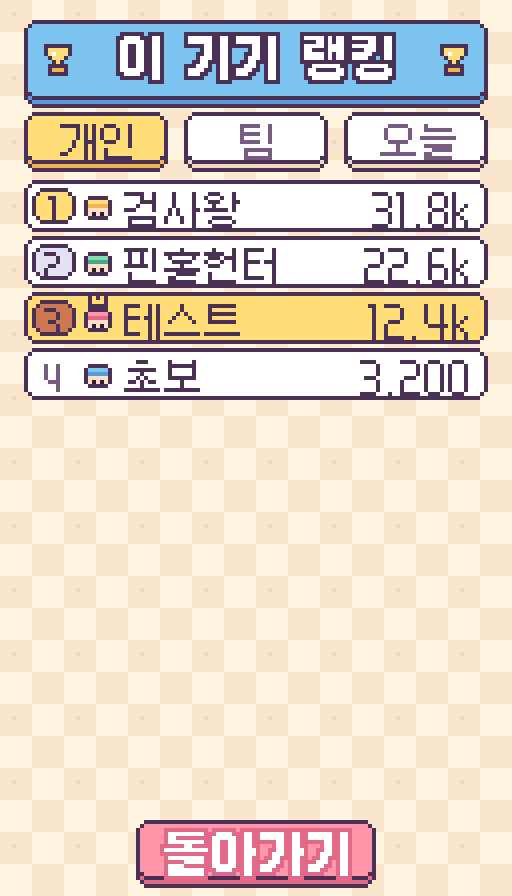 이 기기 랭킹
개인 팀 오늘
1 검사왕 31.8k
2 핀홀헌터 22.6k
3 테스트 12.4k
4 초보 3,200
돌아가기